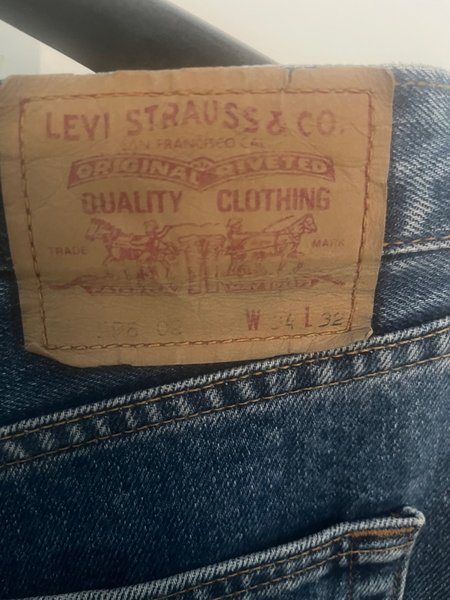 LEVI STRAUSS & CO.
SAN FRANCISCO CAL
ORIGINAL RIVETED
QUALITY CLOTHING
TRADE MARK
W 34 L 32